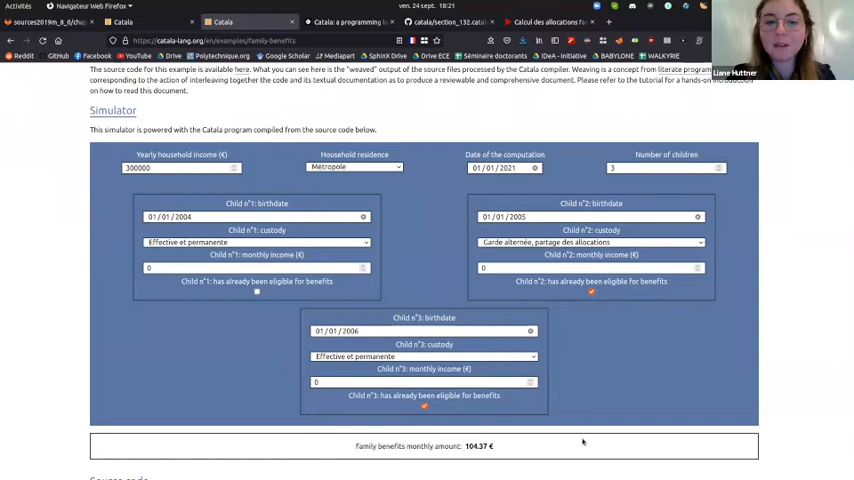 Activités
Navigateur Web Firefox
ven. 24 sept. 18:21
sources2019m_8_0/chap
Catala
Catala
Catala: a programming la
catala/section_132.catal
Calcul des allocations fa
https://catala-lang.org/en/examples/family-benefits
Reddit GitHub Facebook YouTube Drive Polytechnique.org Google Scholar Mediapart SphinX Drive Structures écritures IDeA - Initiative BABYLONE WALKYRIE
Liane Huttner
The source code for this example is available here. What you can see here is the "weaved" output of the source files processed by the Catala compiler. Weaving is a concept from literate program
corresponding to the action of interleaving together the code and its textual documentation as to produce a reviewable and comprehensive document. Please refer to the tutorial for a hands-on introduction
on how to read this document.
Simulator
This simulator is powered with the Catala program compiled from the source code below.
Yearly household income (€) Household residence Date of the computation Number of children
300000 Métropole 01/01/2021 3
Child n°1: birthdate
01/01/2004
Child n°1: custody
Effective et permanente
Child n°1: monthly income (€)
0
Child n°1: has already been eligible for benefits
Child n°2: birthdate
01/01/2005
Child n°2: custody
Garde alternée, partage des allocations
Child n°2: monthly income (€)
0
Child n°2: has already been eligible for benefits
Child n°3: birthdate
01/01/2006
Child n°3: custody
Effective et permanente
Child n°3: monthly income (€)
0
Child n°3: has already been eligible for benefits
Family benefits monthly amount: 104.37 €
Source code